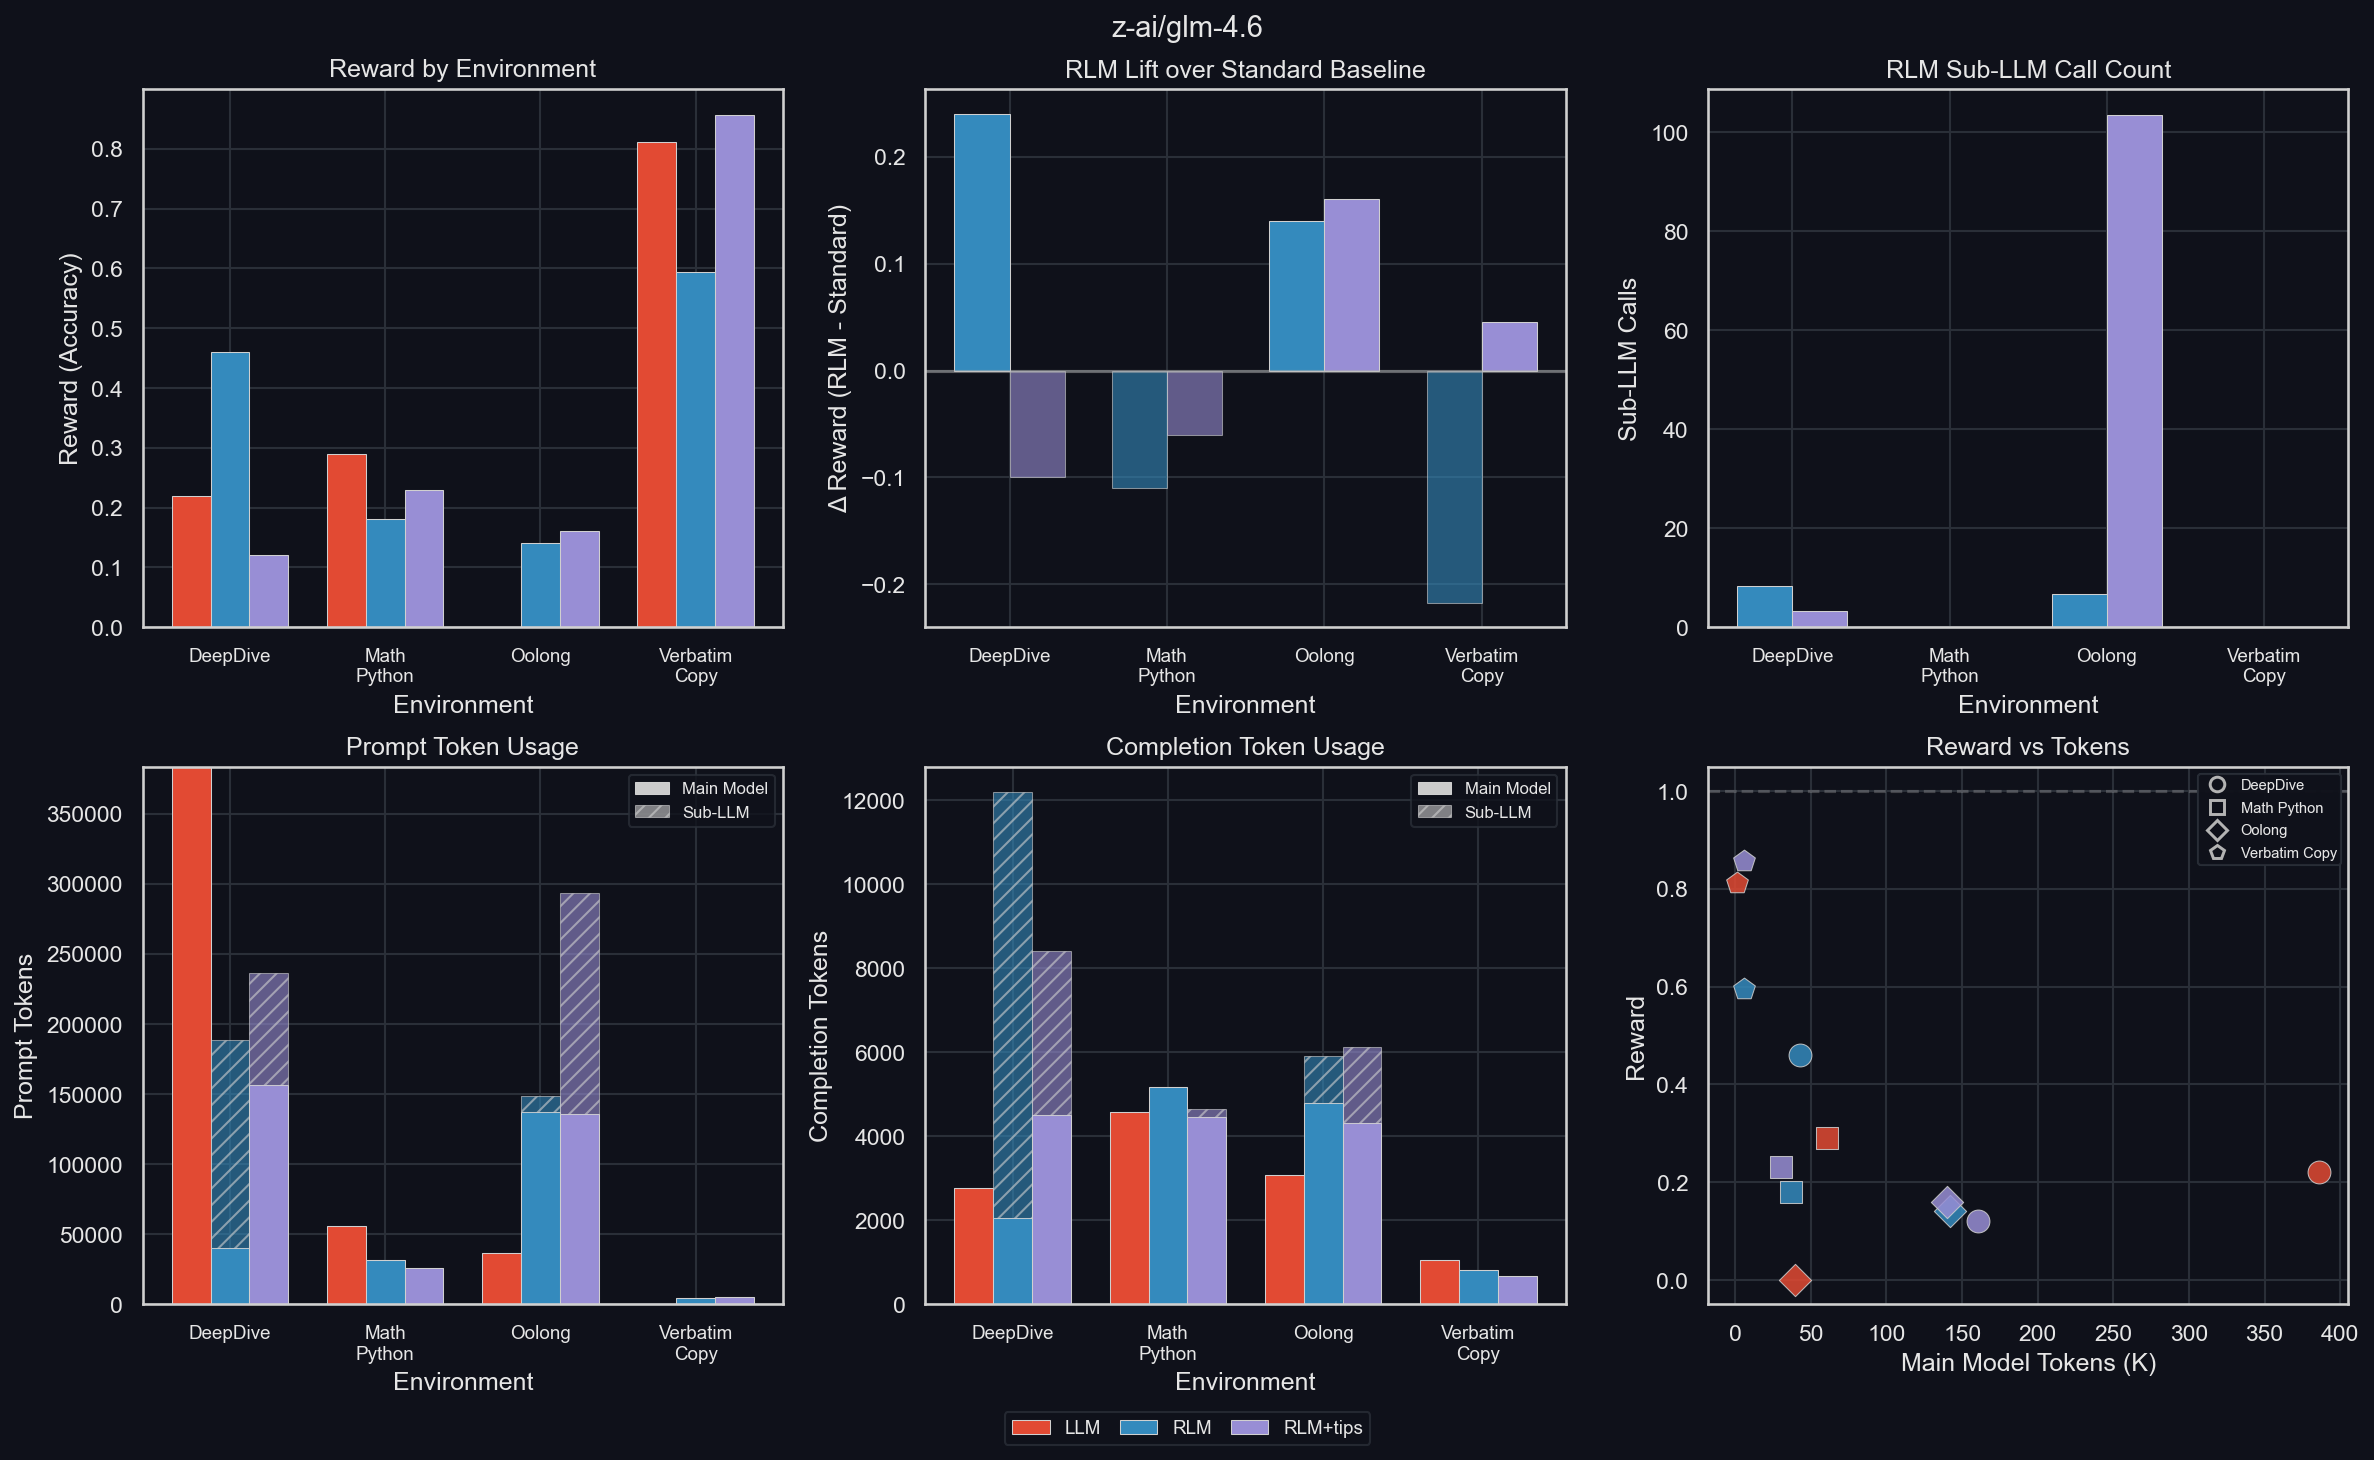 z-ai/glm-4.6
Reward by Environment
Reward (Accuracy)
0.8
0.7
0.6
0.5
0.4
0.3
0.2
0.1
0.0
DeepDive
Math
Python
Oolong
Verbatim
Copy
Environment
RLM Lift over Standard Baseline
Δ Reward (RLM - Standard)
0.2
0.1
0.0
−0.1
−0.2
DeepDive
Math
Python
Oolong
Verbatim
Copy
Environment
RLM Sub-LLM Call Count
Sub-LLM Calls
100
80
60
40
20
0
DeepDive
Math
Python
Oolong
Verbatim
Copy
Environment
Prompt Token Usage
Prompt Tokens
350000
300000
250000
200000
150000
100000
50000
0
Main Model
Sub-LLM
DeepDive
Math
Python
Oolong
Verbatim
Copy
Environment
Completion Token Usage
Completion Tokens
12000
10000
8000
6000
4000
2000
0
Main Model
Sub-LLM
DeepDive
Math
Python
Oolong
Verbatim
Copy
Environment
Reward vs Tokens
Reward
1.0
0.8
0.6
0.4
0.2
0.0
DeepDive
Math Python
Oolong
Verbatim Copy
0 50 100 150 200 250 300 350 400
Main Model Tokens (K)
LLM RLM RLM+tips